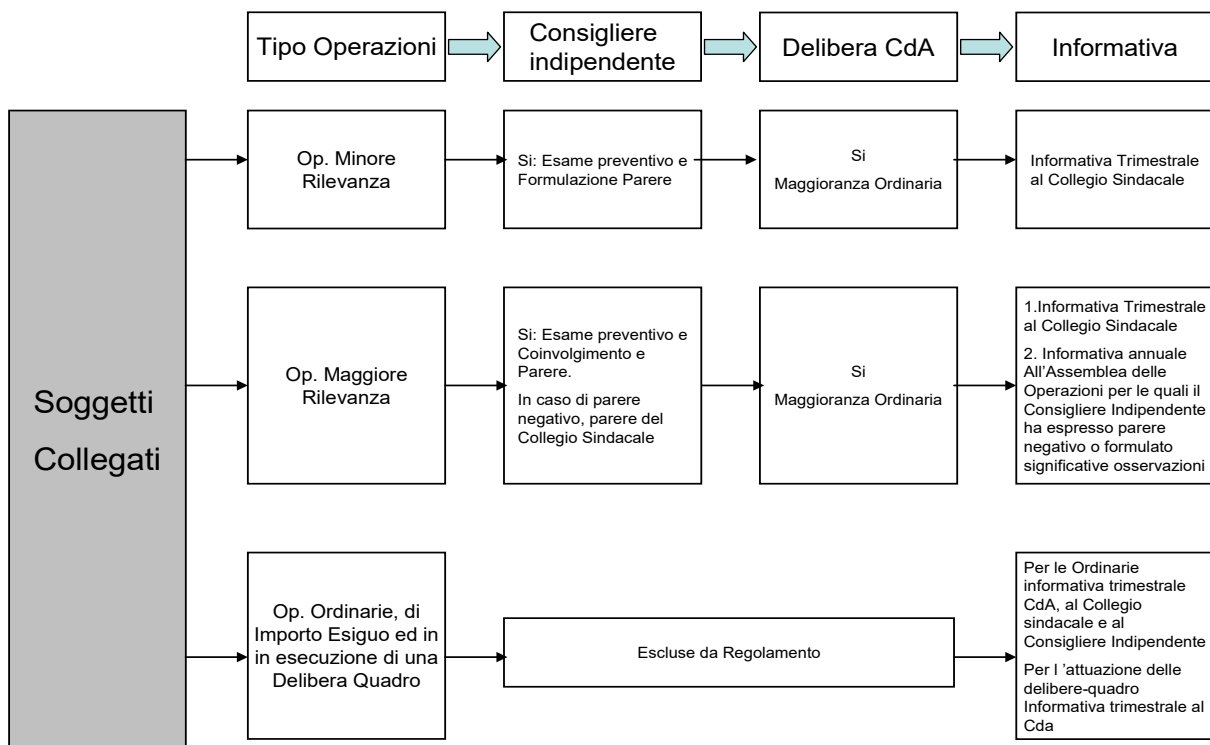 Tipo Operazioni
Consigliere
indipendente
Delibera CdA
Informativa
Soggetti
Collegati
Op. Minore
Rilevanza
Si: Esame preventivo e
Formulazione Parere
Si
Maggioranza Ordinaria
Informativa Trimestrale
al Collegio Sindacale
Op. Maggiore
Rilevanza
Si: Esame preventivo e
Coinvolgimento e
Parere.
In caso di parere
negativo, parere del
Collegio Sindacale
Si
Maggioranza Ordinaria
1.Informativa Trimestrale
al Collegio Sindacale
2. Informativa annuale
All'Assemblea delle
Operazioni per le quali il
Consigliere Indipendente
ha espresso parere
negativo o formulato
significative osservazioni
Op. Ordinarie, di
Importo Esiguo ed in
in esecuzione di una
Delibera Quadro
Escluse da Regolamento
Per le Ordinarie
informativa trimestrale
CdA, al Collegio
sindacale e al
Consigliere Indipendente
Per l 'attuazione delle
delibere-quadro
Informativa trimestrale al
Cda